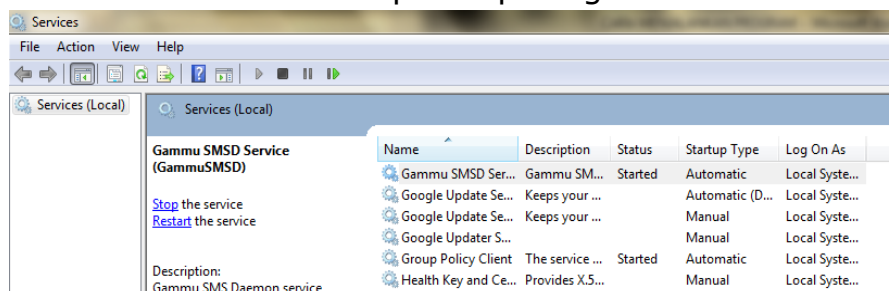 Services
File Action View Help
Services (Local)
Services (Local)
Gammu SMSD Service
(GammuSMSD)
Stop the service
Restart the service
Description:
Gammu SMS Daemon service
Name Description Status Startup Type Log On As
Gammu SMSD Ser... Gammu SM... Started Automatic Local Syste...
Google Update Se... Keeps your ... Automatic (D... Local Syste...
Google Update Se... Keeps your ... Manual Local Syste...
Google Updater S... Manual Local Syste...
Group Policy Client The service ... Started Automatic Local Syste...
Health Key and Ce... Provides X.5... Manual Local Syste...